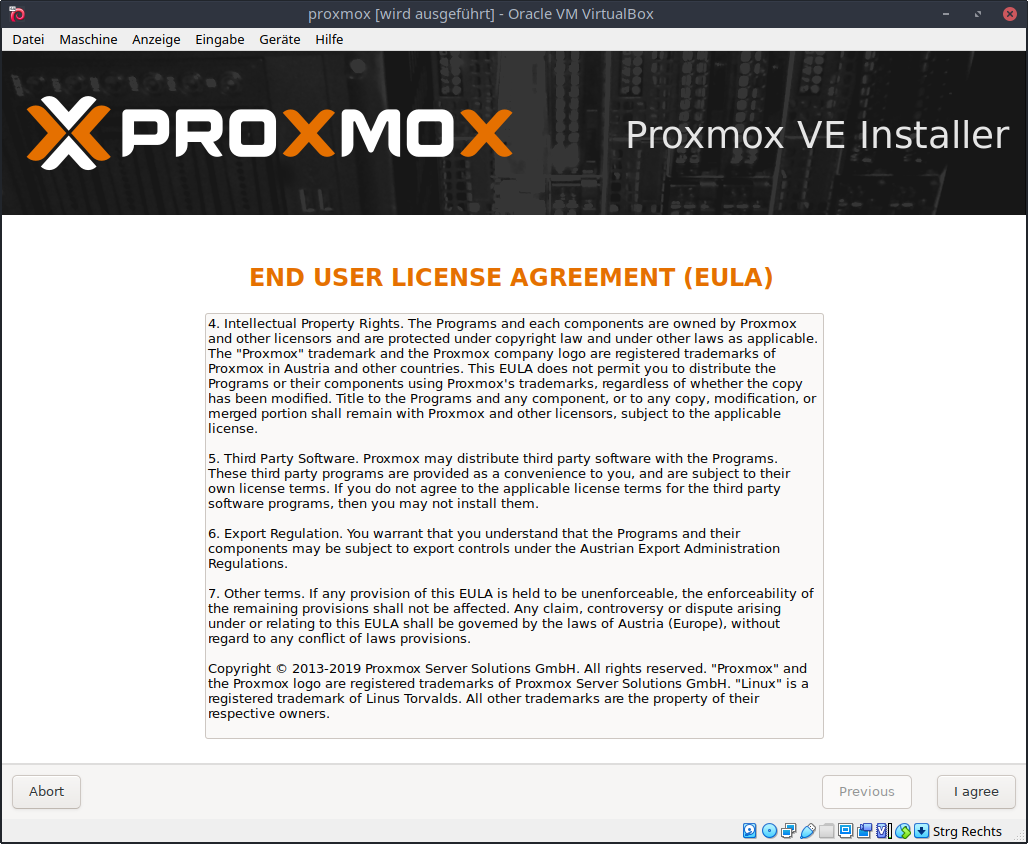 proxmox [wird ausgeführt] - Oracle VM VirtualBox
Datei Maschine Anzeige Eingabe Geräte Hilfe
PROXMOX
Proxmox VE Installer
END USER LICENSE AGREEMENT (EULA)
4. Intellectual Property Rights. The Programs and each components are owned by Proxmox
and other licensors and are protected under copyright law and under other laws as applicable.
The "Proxmox" trademark and the Proxmox company logo are registered trademarks of
Proxmox in Austria and other countries. This EULA does not permit you to distribute the
Programs or their components using Proxmox's trademarks, regardless of whether the copy
has been modified. Title to the Programs and any component, or to any copy, modification, or
merged portion shall remain with Proxmox and other licensors, subject to the applicable
license.
5. Third Party Software. Proxmox may distribute third party software with the Programs.
These third party programs are provided as a convenience to you, and are subject to their
own license terms. If you do not agree to the applicable license terms for the third party
software programs, then you may not install them.
6. Export Regulation. You warrant that you understand that the Programs and their
components may be subject to export controls under the Austrian Export Administration
Regulations.
7. Other terms. If any provision of this EULA is held to be unenforceable, the enforceability of
the remaining provisions shall not be affected. Any claim, controversy or dispute arising
under or relating to this EULA shall be governed by the laws of Austria (Europe), without
regard to any conflict of laws provisions.
Copyright © 2013-2019 Proxmox Server Solutions GmbH. All rights reserved. "Proxmox" and
the Proxmox logo are registered trademarks of Proxmox Server Solutions GmbH. "Linux" is a
registered trademark of Linus Torvalds. All other trademarks are the property of their
respective owners.
Abort Previous I agree
Strg Rechts